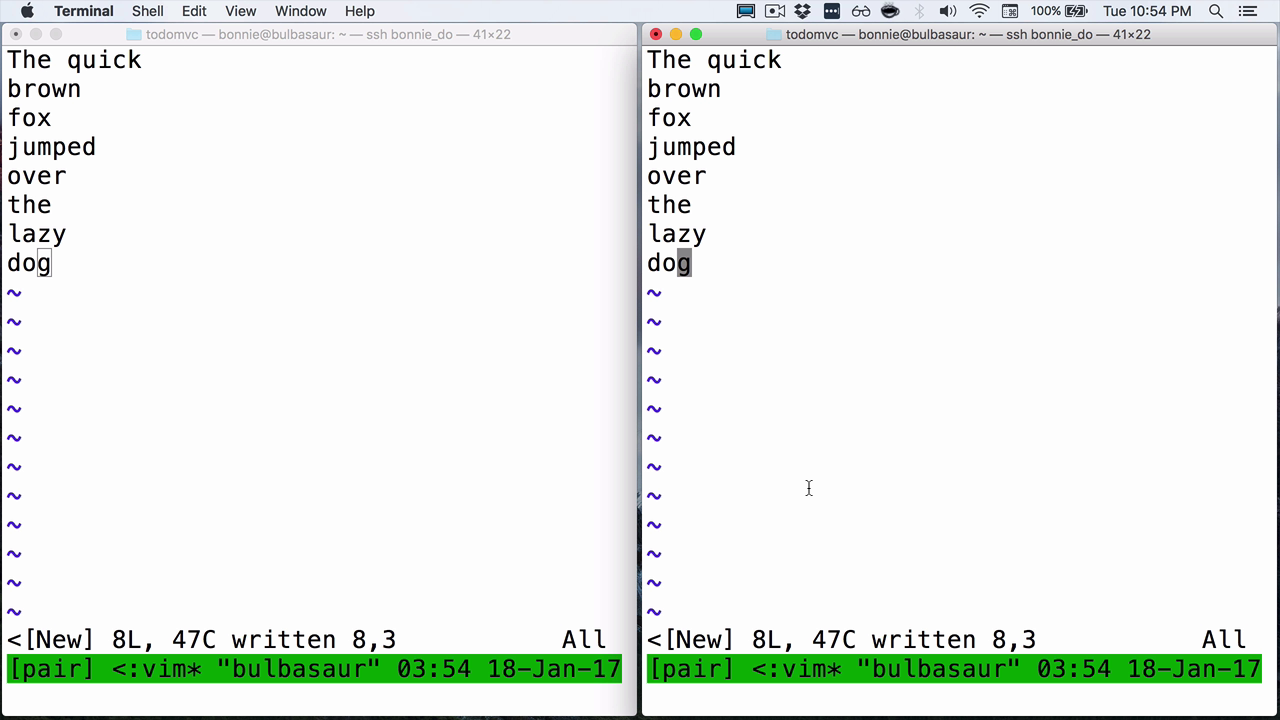 Terminal Shell Edit View Window Help 100% Tue 10:54 PM
todomvc — bonnie@bulbasaur: ~ — ssh bonnie_do — 41×22
The quick
brown
fox
jumped
over
the
lazy
dog
~
~
~
~
~
~
~
~
~
~
~
~
<[New] 8L, 47C written 8,3 All
[pair] <:vim* "bulbasaur" 03:54 18-Jan-17
todomvc — bonnie@bulbasaur: ~ — ssh bonnie_do — 41×22
The quick
brown
fox
jumped
over
the
lazy
dog
~
~
~
~
~
~
~
~
~
~
~
~
<[New] 8L, 47C written 8,3 All
[pair] <:vim* "bulbasaur" 03:54 18-Jan-17